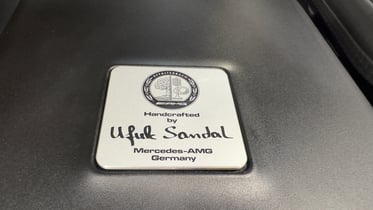 Handcrafted
by
Ufuk Sandal
Mercedes-AMG
Germany